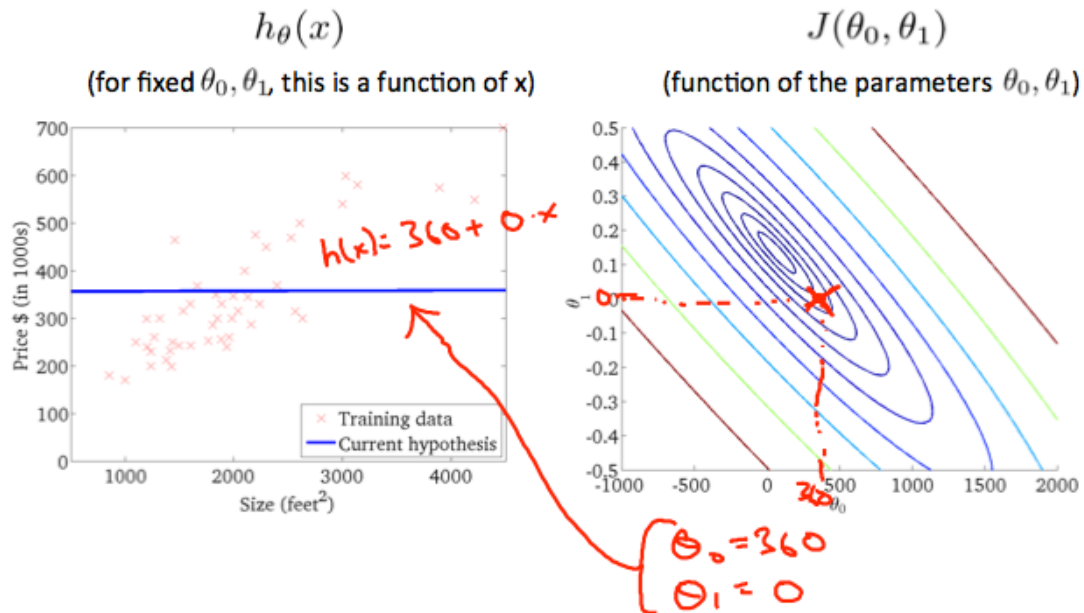 hθ(x)
(for fixed θ0, θ1, this is a function of x)
700
600
500
400
300
200
100
0
Price $ (in 1000s)
1000
2000
3000
4000
Size (feet²)
Training data
Current hypothesis
h(x) = 360 + 0·x
J(θ0, θ1)
(function of the parameters θ0, θ1)
0.5
0.4
0.3
0.2
0.1
0
-0.1
-0.2
-0.3
-0.4
-0.5
θ1
0
-1000
-500
0
500
1000
1500
2000
360
θ0
θ0 = 360
θ1 = 0